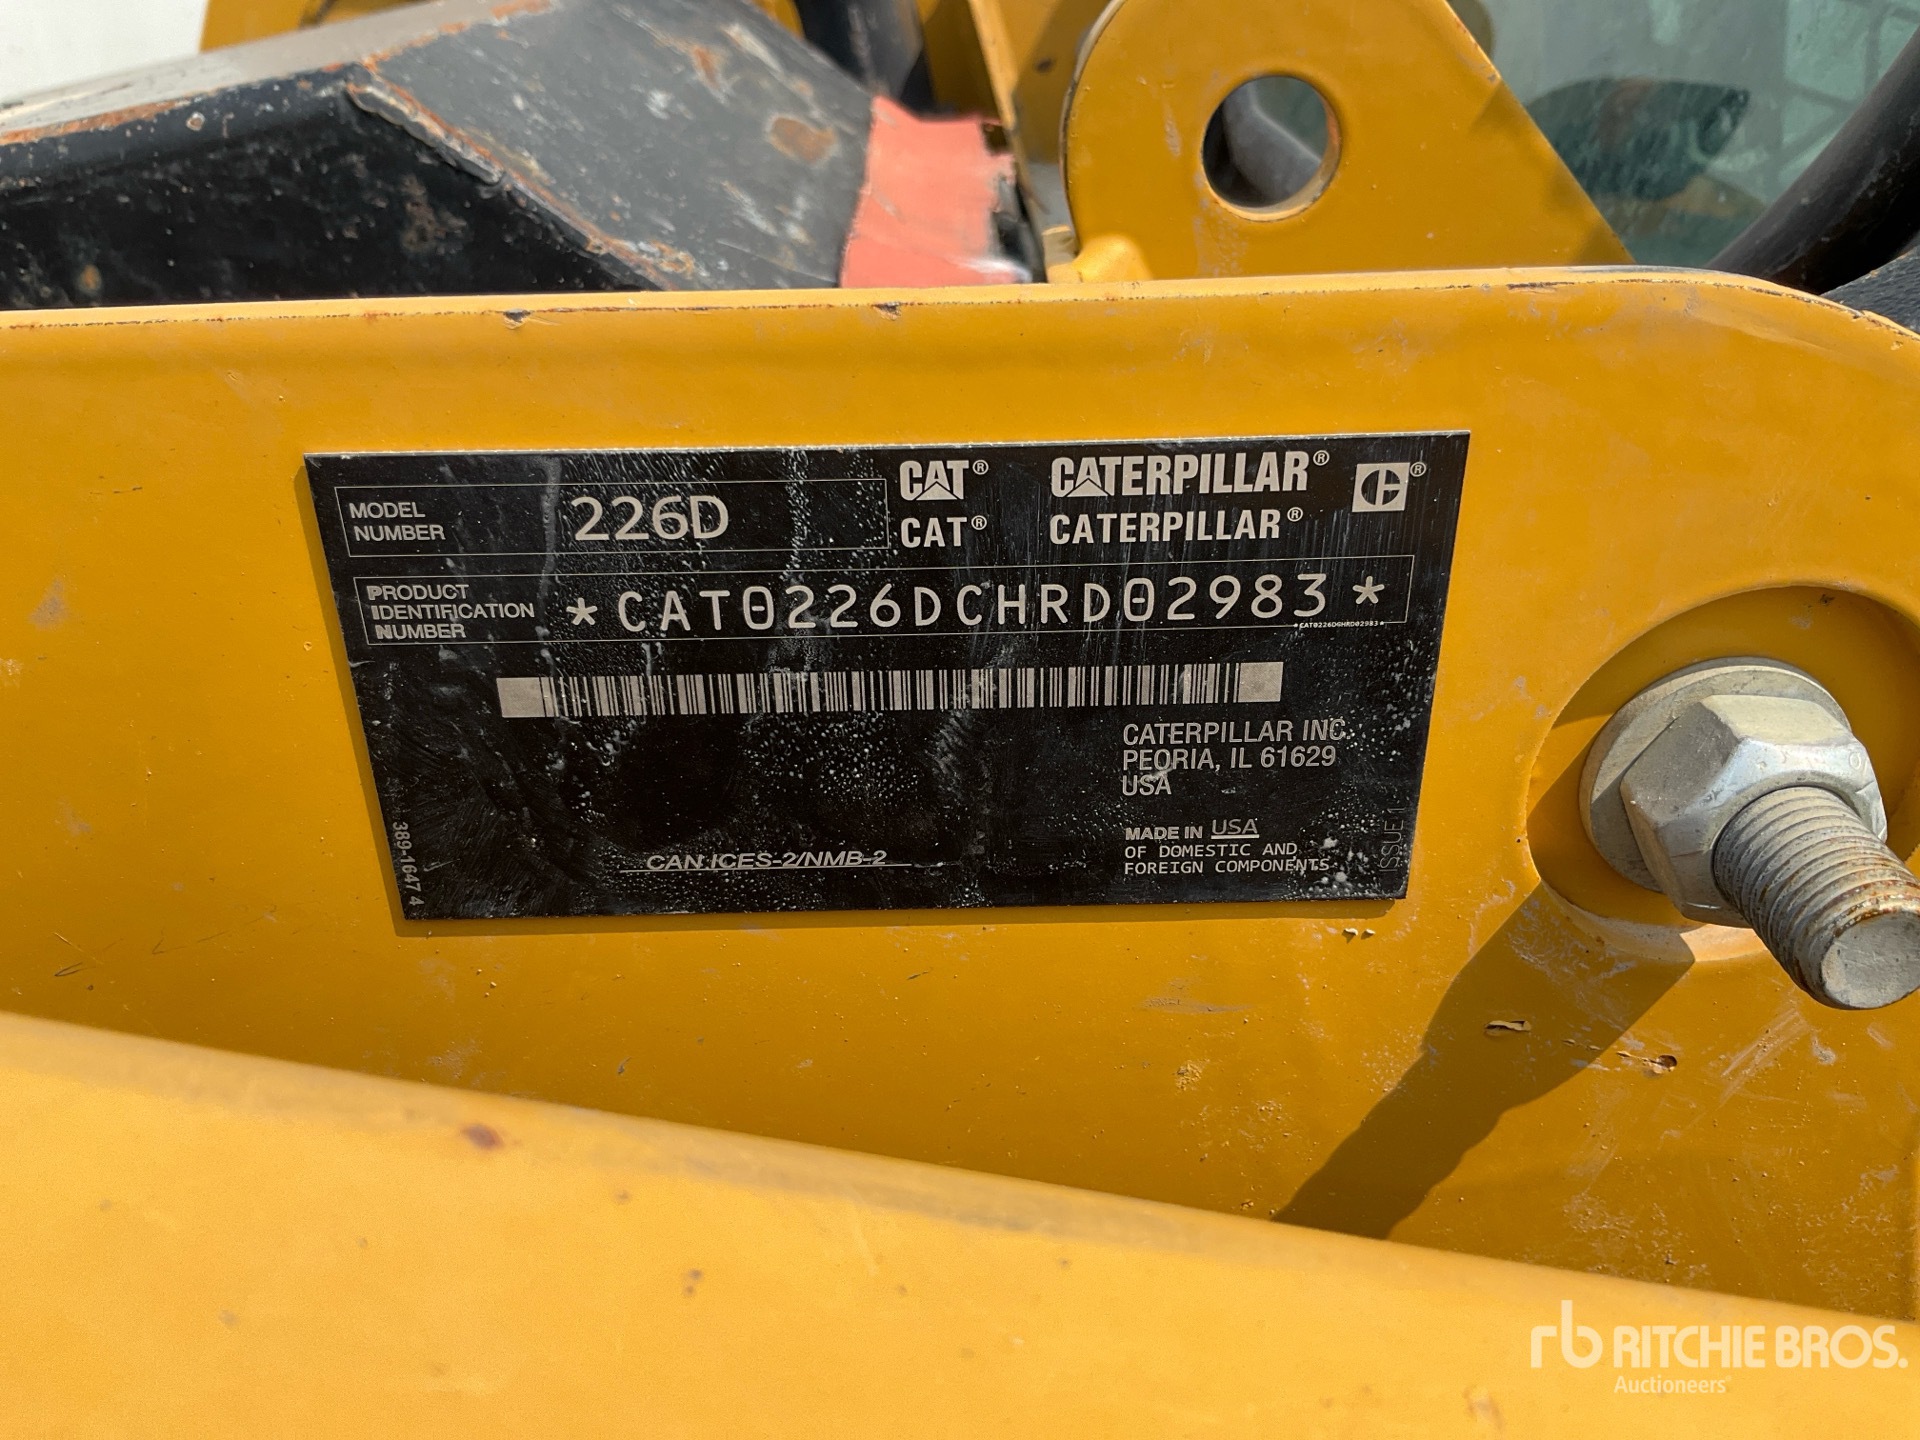 MODEL NUMBER 226D
CAT® CATERPILLAR® ®
CAT® CATERPILLAR®
PRODUCT
IDENTIFICATION
NUMBER
*CAT0226DCHRD02983*
*CAT0226DCHRD02983*
CATERPILLAR INC.
PEORIA, IL 61629
USA
MADE IN USA
OF DOMESTIC AND
FOREIGN COMPONENTS
CAN ICES-2/NMB-2
389-1647 4
ISSUE 1
rb RITCHIE BROS.
Auctioneers